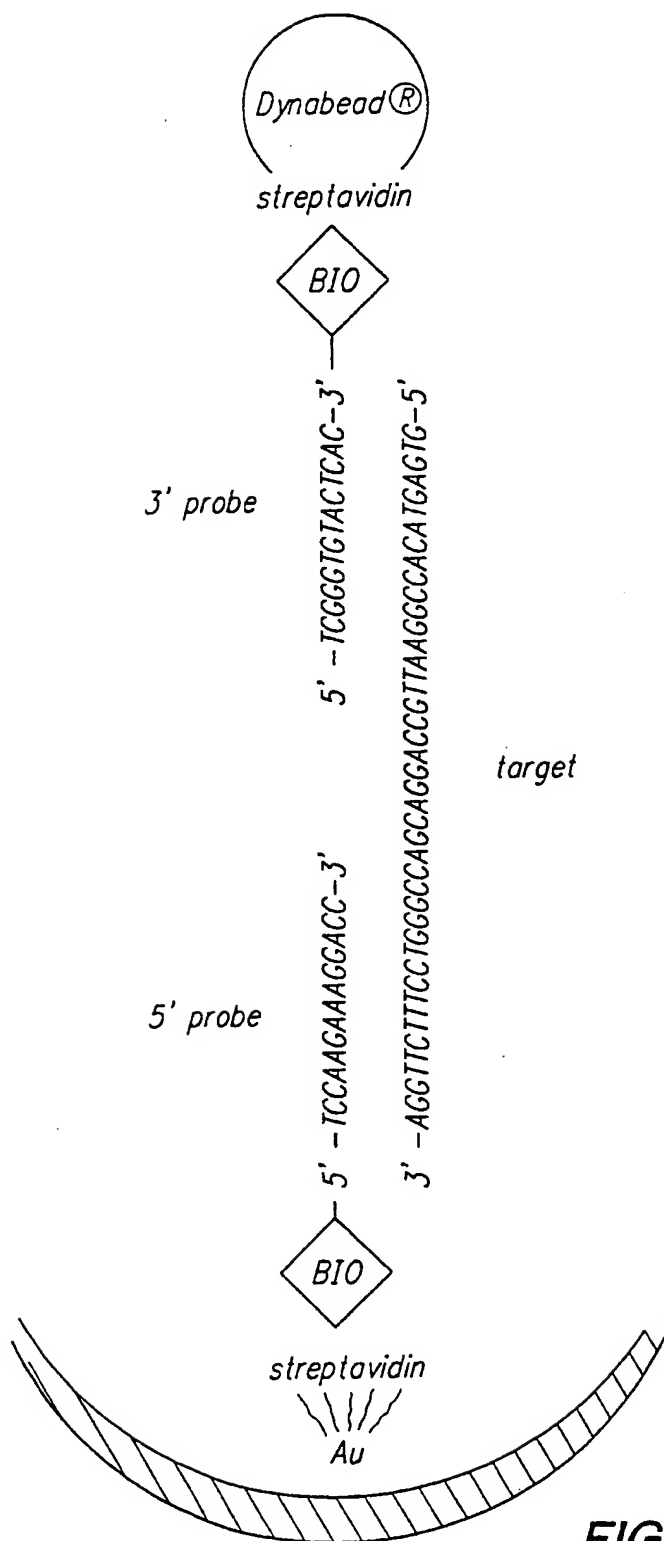 Dynabead®
streptavidin
BIO
3' probe
5' -TCGGGTGTACTCAC-3'
3' -AGGTTCTTTCCTGGGCCAGCAGGACCGTTAAGGCCACATGAGTG-5'
target
5' probe
5' -TCCAAGAAAGGACC-3'
BIO
streptavidin
Au
FIG